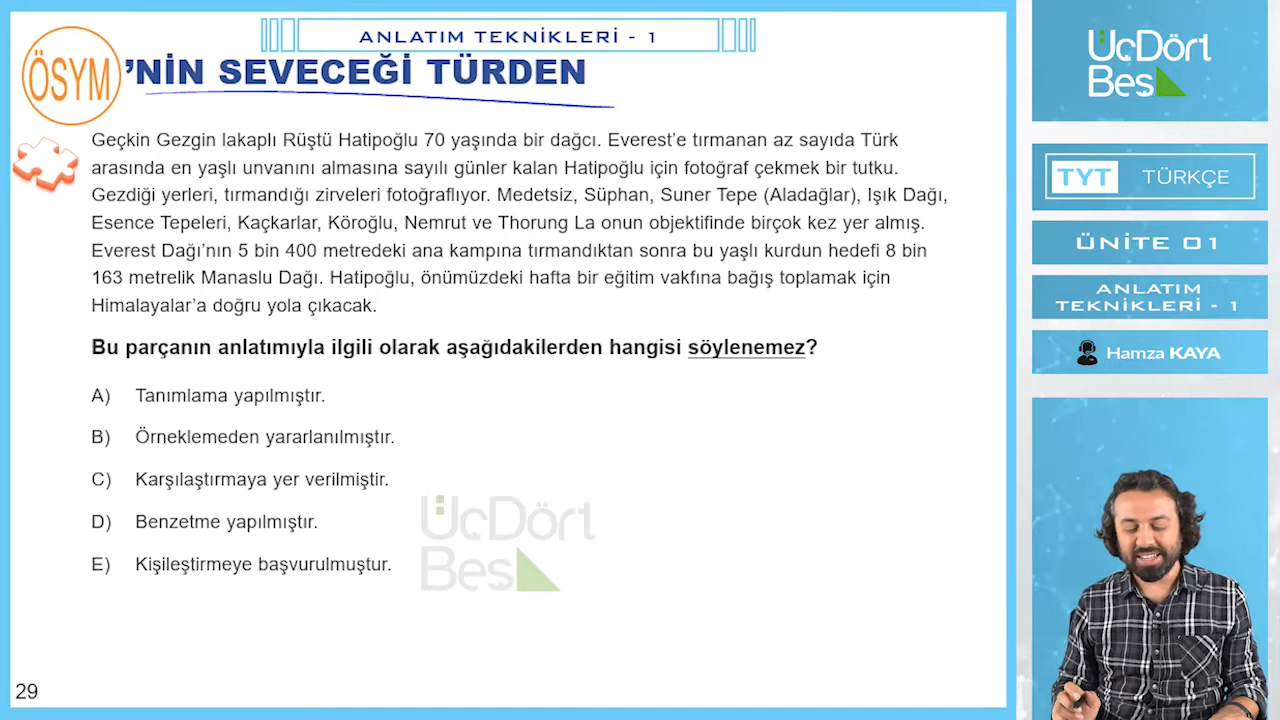 ANLATIM TEKNİKLERİ - 1
ÖSYM'NİN SEVECEĞİ TÜRDEN
Geçkin Gezgin lakaplı Rüştü Hatipoğlu 70 yaşında bir dağcı. Everest'e tırmanan az sayıda Türk
arasında en yaşlı unvanını almasına sayılı günler kalan Hatipoğlu için fotoğraf çekmek bir tutku.
Gezdiği yerleri, tırmandığı zirveleri fotoğraflıyor. Medetsiz, Süphan, Suner Tepe (Aladağlar), Işık Dağı,
Esence Tepeleri, Kaçkarlar, Köroğlu, Nemrut ve Thorung La onun objektifinde birçok kez yer almış.
Everest Dağı'nın 5 bin 400 metredeki ana kampına tırmandıktan sonra bu yaşlı kurdun hedefi 8 bin
163 metrelik Manaslu Dağı. Hatipoğlu, önümüzdeki hafta bir eğitim vakfına bağış toplamak için
Himalayalar'a doğru yola çıkacak.
Bu parçanın anlatımıyla ilgili olarak aşağıdakilerden hangisi söylenemez?
A) Tanımlama yapılmıştır.
B) Örneklemeden yararlanılmıştır.
C) Karşılaştırmaya yer verilmiştir.
D) Benzetme yapılmıştır.
E) Kişileştirmeye başvurulmuştur.
ÜçDört
Beş
29
ÜçDört
Beş
TYT TÜRKÇE
ÜNİTE 01
ANLATIM
TEKNİKLERİ - 1
Hamza KAYA